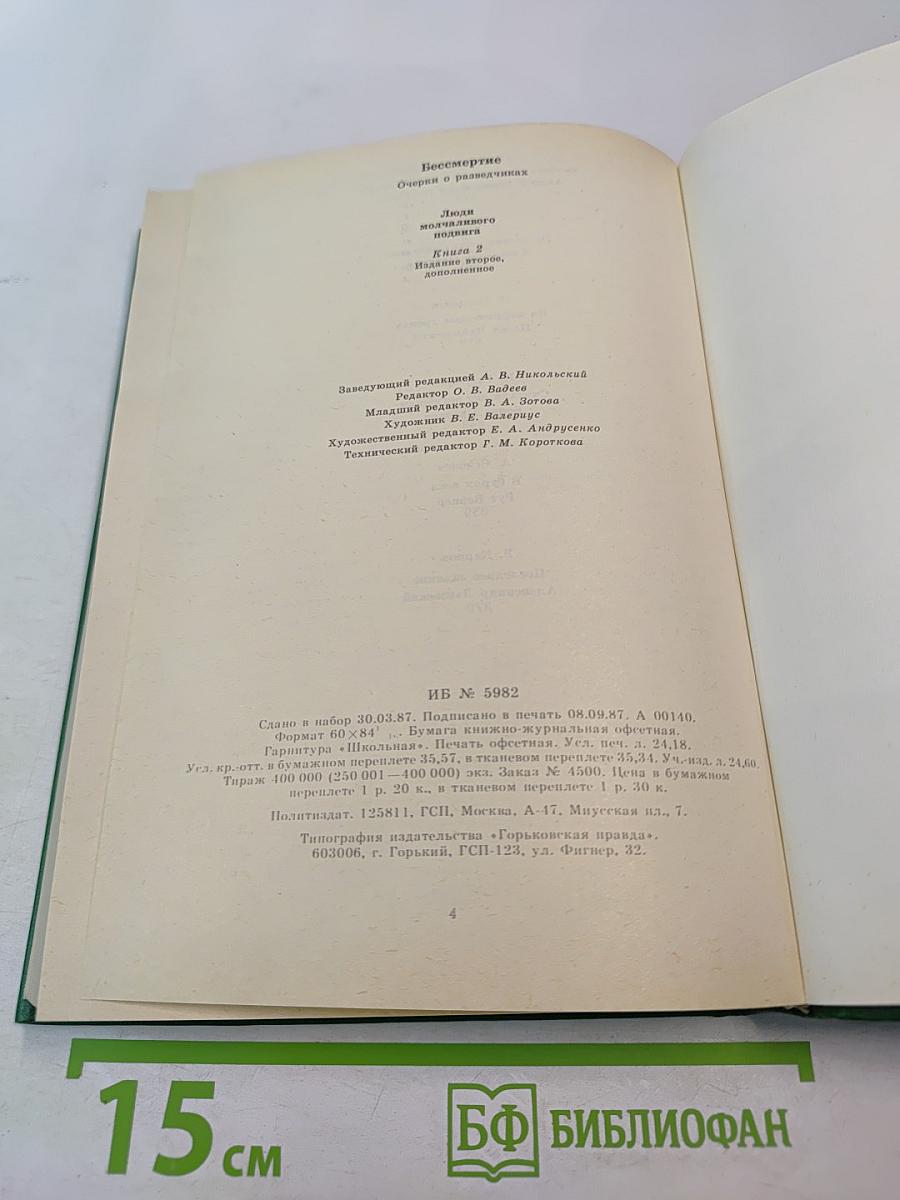 Бессмертие
Очерки о разведчиках
Люди
молчаливого
подвига
Книга 2
Издание второе,
дополненное
Заведующий редакцией А. В. Никольский
Редактор О. В. Вадеев
Младший редактор В. А. Зотова
Художник В. Е. Валериус
Художественный редактор Е. А. Андрусенко
Технический редактор Г. М. Короткова
ИБ № 5982
Сдано в набор 30.03.87. Подписано в печать 08.09.87. А 00140.
Формат 60×84 Бумага книжно-журнальная офсетная.
Гарнитура «Школьная». Печать офсетная. Усл. печ. л. 24,18.
Усл. кр.-отт. в бумажном переплете 35,57, в тканевом переплете 35,34. Уч.-изд. л. 24,60.
Тираж 400 000 (250 001—400 000) экз. Заказ № 4500. Цена в бумажном
переплете 1 р. 20 к., в тканевом переплете 1 р. 30 к.
Политиздат. 125811, ГСП, Москва, А-47, Миусская пл., 7.
Типография издательства «Горьковская правда».
603006, г. Горький, ГСП-123, ул. Фигнер, 32.
4
15 см
БФ БИБЛИОФАН